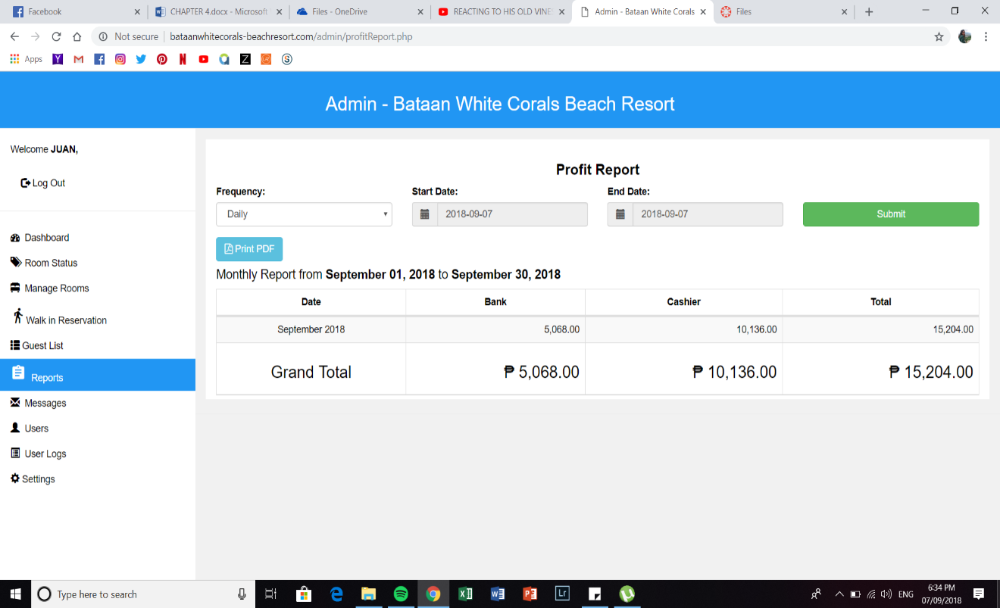 Facebook
CHAPTER 4.docx - Microsoft
Files - OneDrive
REACTING TO HIS OLD VINES
Admin - Bataan White Corals
Files
Not secure
bataanwhitecorals-beachresort.com/admin/profitReport.php
Apps
Admin - Bataan White Corals Beach Resort
Welcome JUAN,
Log Out
Dashboard
Room Status
Manage Rooms
Walk in Reservation
Guest List
Reports
Messages
Users
User Logs
Settings
Profit Report
Frequency: Start Date: End Date:
Daily 2018-09-07 2018-09-07 Submit
Print PDF
Monthly Report from September 01, 2018 to September 30, 2018
Date Bank Cashier Total
September 2018 5,068.00 10,136.00 15,204.00
Grand Total ₱ 5,068.00 ₱ 10,136.00 ₱ 15,204.00
Type here to search
ENG
6:34 PM
07/09/2018